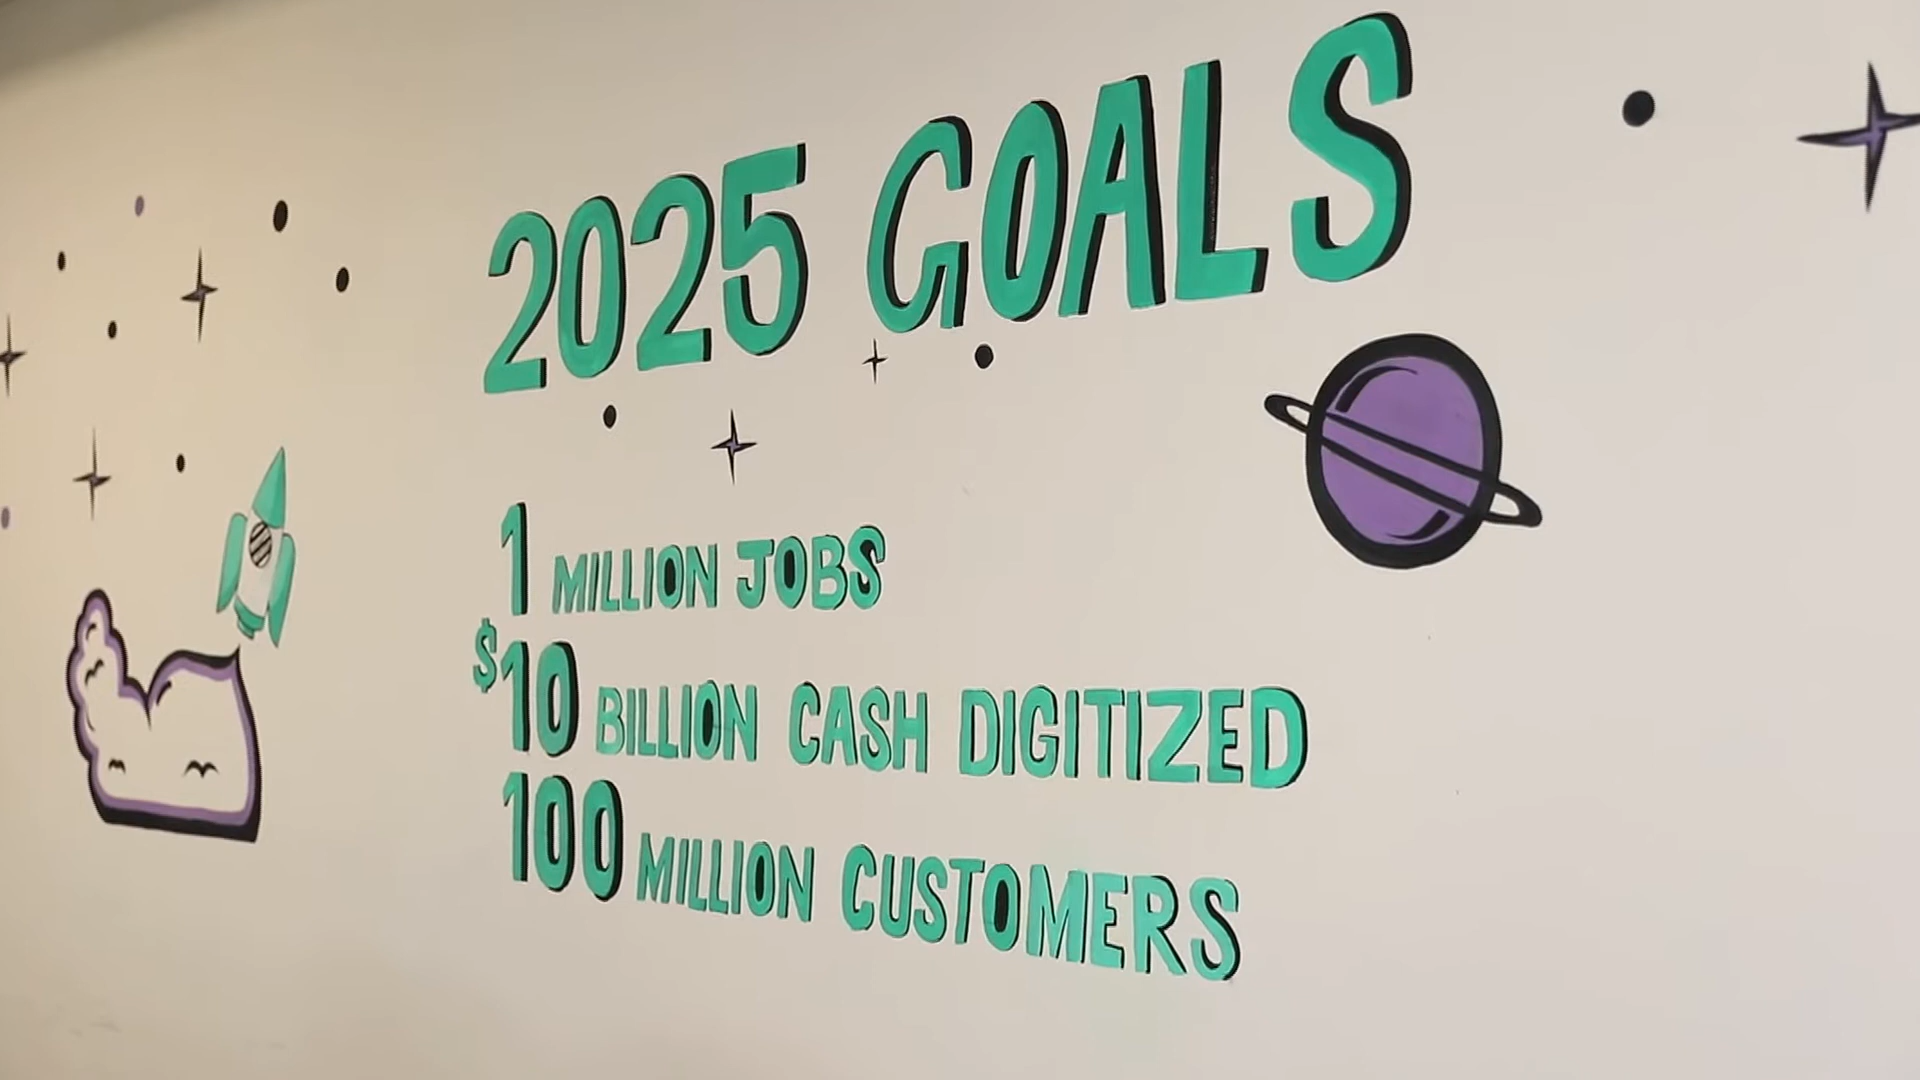 2025 GOALS
1 MILLION JOBS
$10 BILLION CASH DIGITIZED
100 MILLION CUSTOMERS